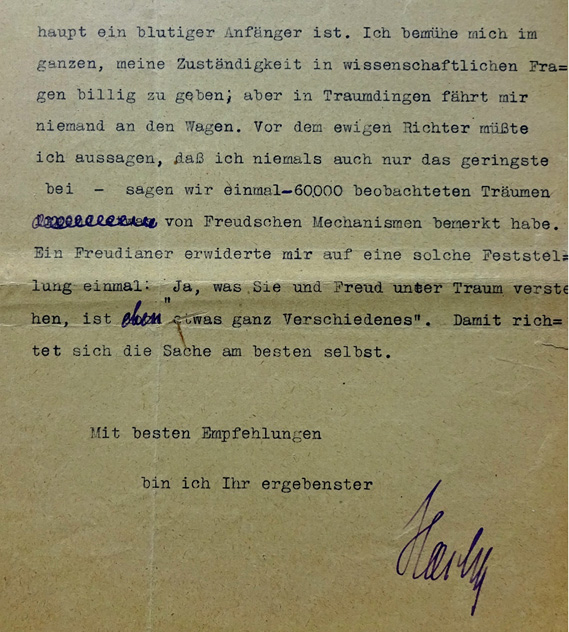 haupt ein blutiger Anfänger ist. Ich bemühe mich im
ganzen, meine Zuständigkeit in wissenschaftlichen Fra=
gen billig zu geben; aber in Traumdingen fährt mir
niemand an den Wagen. Vor dem ewigen Richter müßte
ich aussagen, daß ich niemals auch nur das geringste
bei - sagen wir einmal-60000 beobachteten Träumen
von Freudschen Mechanismen bemerkt habe.
Ein Freudianer erwiderte mir auf eine solche Feststel=
lung einmal: Ja, was Sie und Freud unter Traum verste
hen, ist eben "etwas ganz Verschiedenes". Damit rich=
tet sich die Sache am besten selbst.
Mit besten Empfehlungen
bin ich Ihr ergebenster